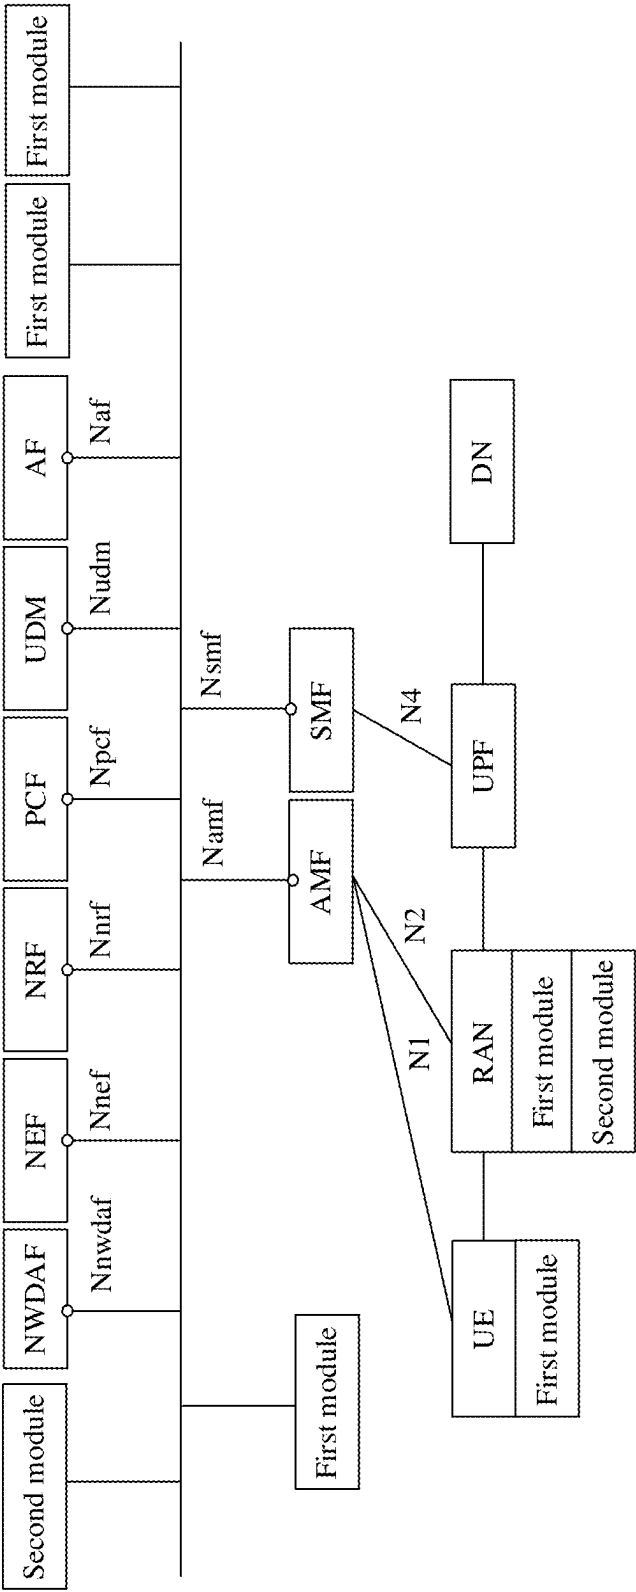 Second module
NWDAF
NEF
NRF
PCF
UDM
AF
First module
First module
Nnwdaf
Nnef
Nnrf
Npcf
Nudm
Naf
Namf
Nsmf
First module
AMF
SMF
N1
N2
N4
UE
RAN
UPF
DN
First module
First module
Second module